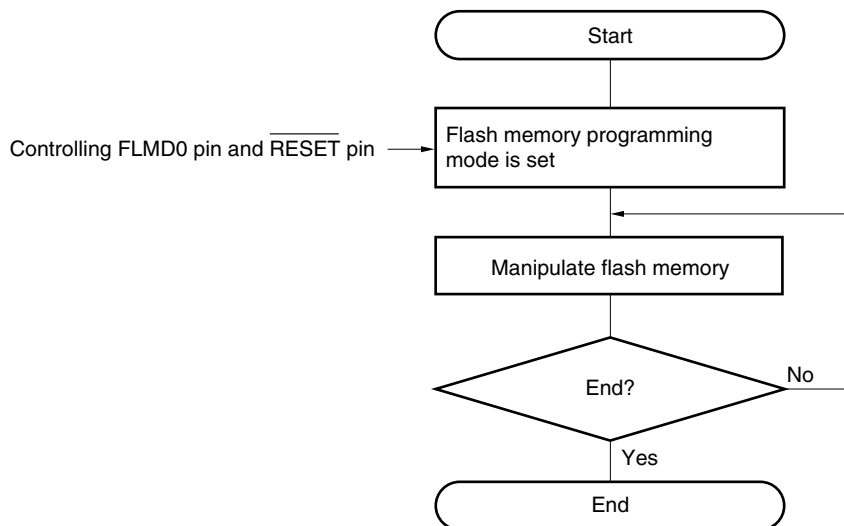 Start
Controlling FLMD0 pin and RESET pin
Flash memory programming
mode is set
Manipulate flash memory
End?
No
Yes
End